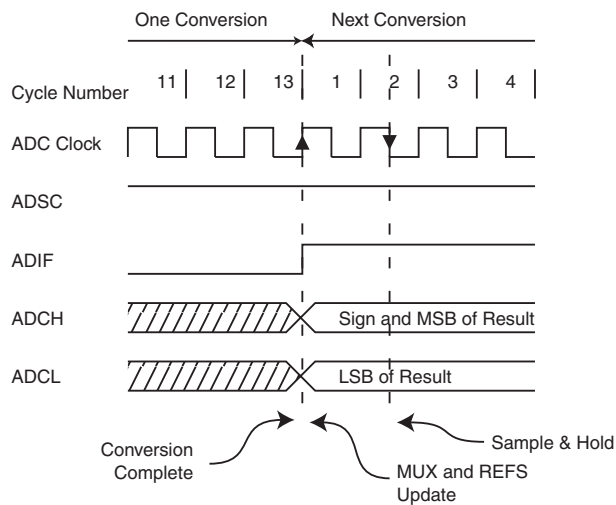 One Conversion Next Conversion
Cycle Number 11 12 13 1 2 3 4
ADC Clock
ADSC
ADIF
ADCH Sign and MSB of Result
ADCL LSB of Result
Conversion
Complete
MUX and REFS
Update
Sample & Hold